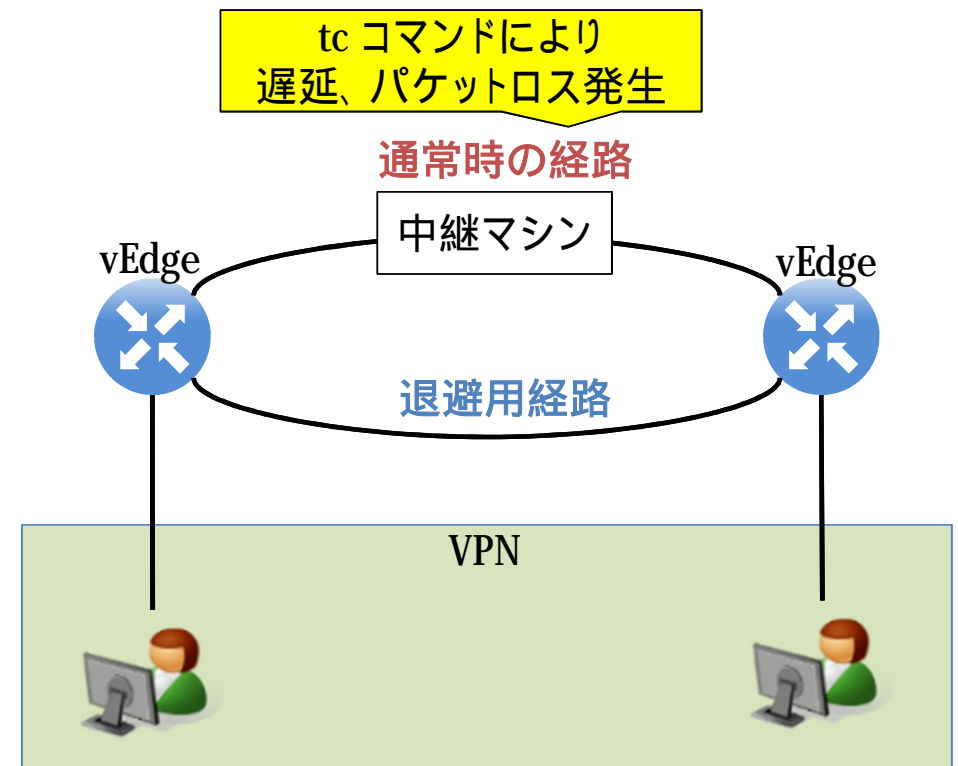 tc コマンドにより
遅延、パケットロス発生
通常時の経路
中継マシン
vEdge
vEdge
退避用経路
VPN